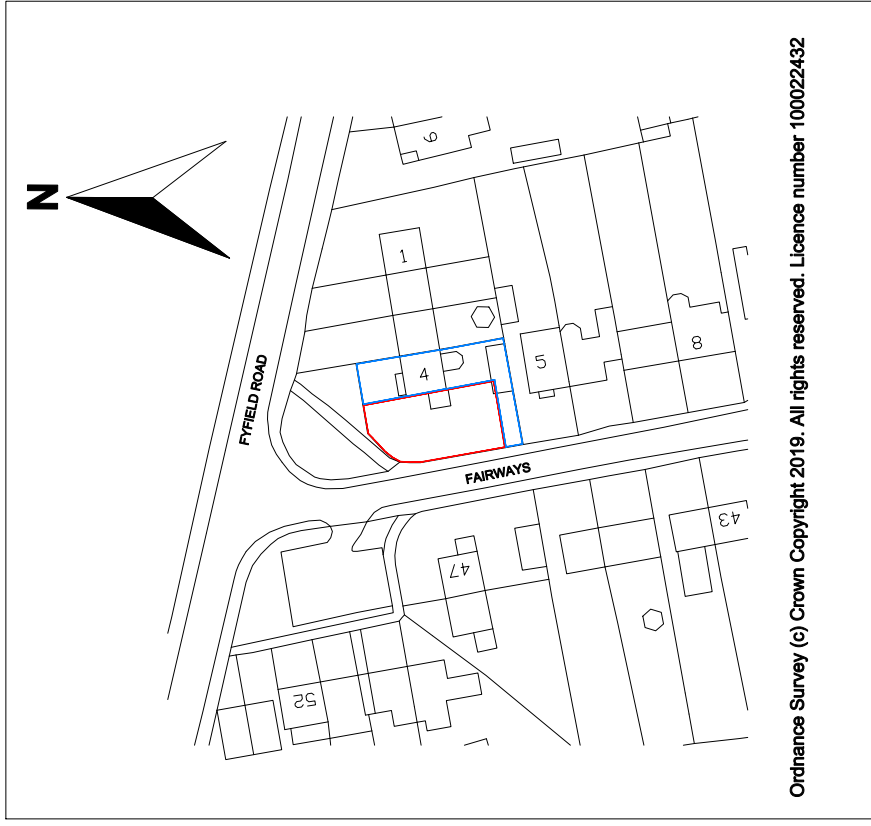 N
9
1
FYFIELD ROAD
4
5
8
FAIRWAYS
47
43
52
Ordnance Survey (c) Crown Copyright 2019. All rights reserved. Licence number 100022432